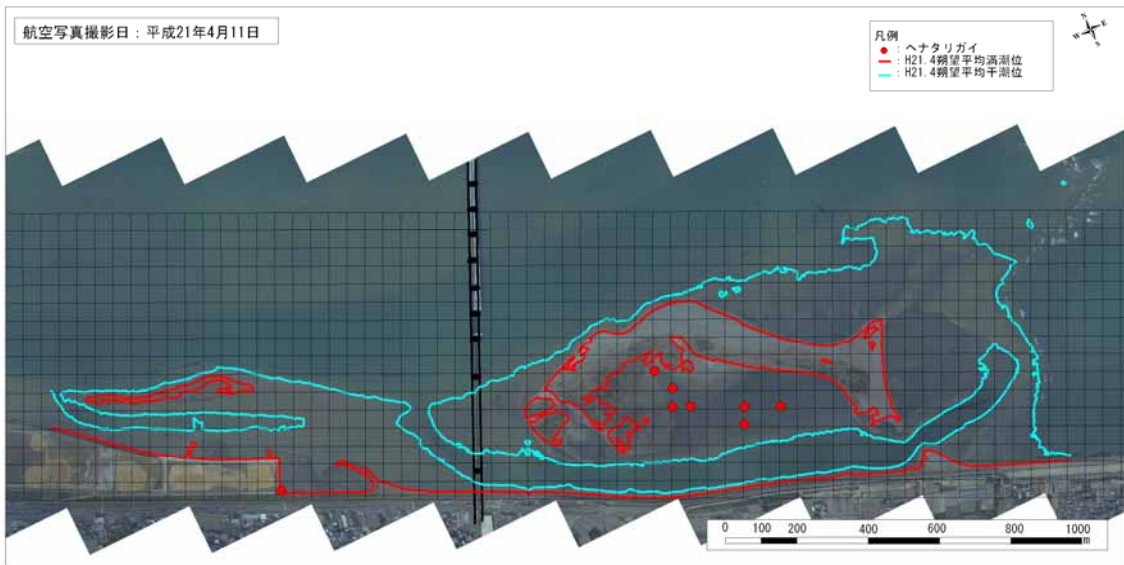 航空写真撮影日：平成21年4月11日
凡例
：ヘナタリガイ
：H21.4朔望平均満潮位
：H21.4朔望平均干潮位
N
W
E
S
0 100 200 400 600 800 1000
m